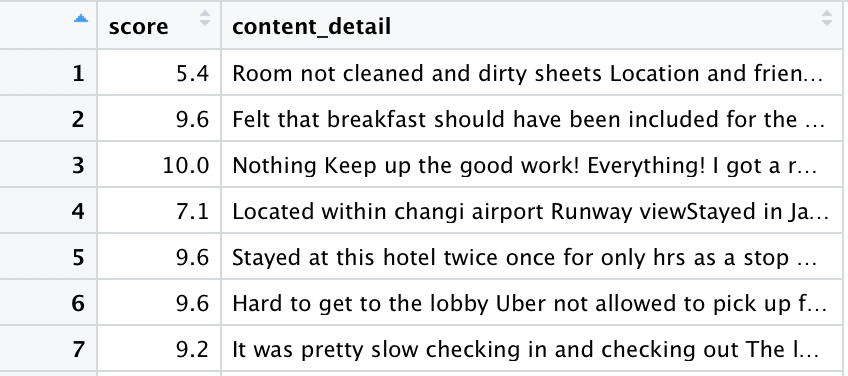 score content_detail
1 5.4 Room not cleaned and dirty sheets Location and frien...
2 9.6 Felt that breakfast should have been included for the ...
3 10.0 Nothing Keep up the good work! Everything! I got a r...
4 7.1 Located within changi airport Runway viewStayed in Ja...
5 9.6 Stayed at this hotel twice once for only hrs as a stop ...
6 9.6 Hard to get to the lobby Uber not allowed to pick up f...
7 9.2 It was pretty slow checking in and checking out The l...